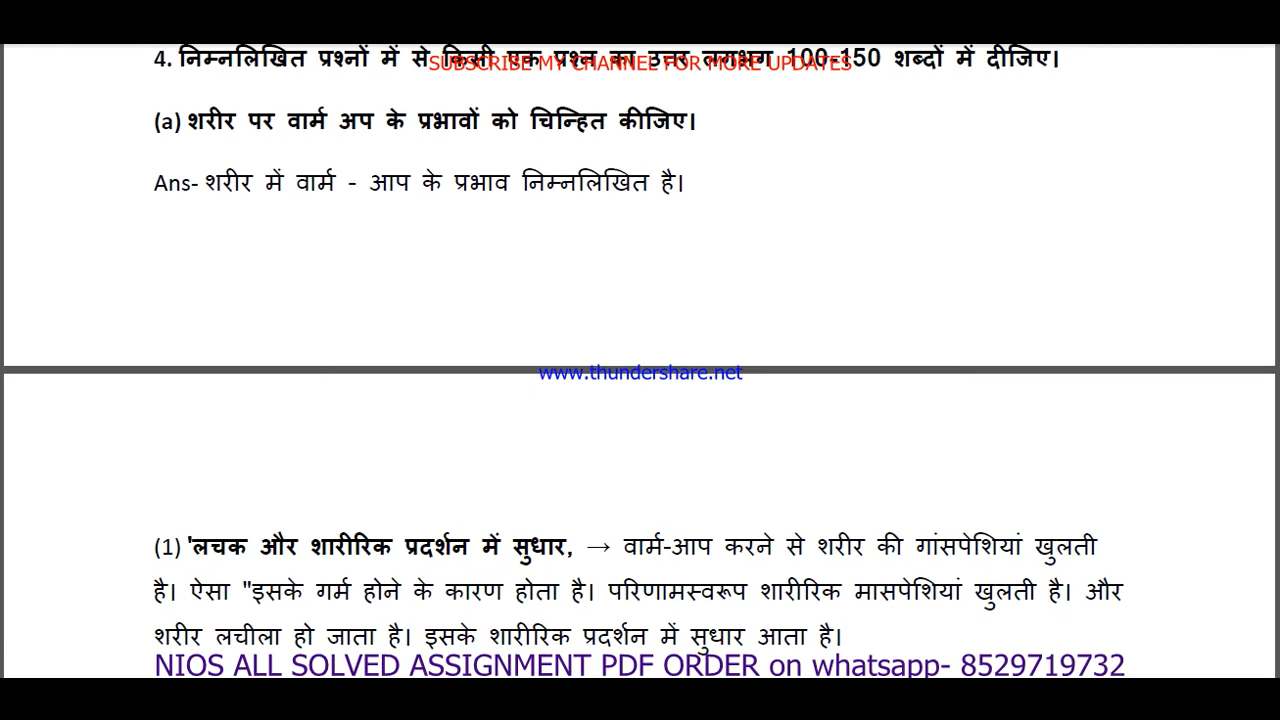 4. निम्नलिखित प्रश्नों में से किसी एक प्रश्न का उत्तर लगभग 100-150 शब्दों में दीजिए।
SUBSCRIBE MY CHANNEL FOR MORE UPDATES
(a) शरीर पर वार्म अप के प्रभावों को चिन्हित कीजिए।
Ans- शरीर में वार्म - आप के प्रभाव निम्नलिखित है।
www.thundershare.net
(1) 'लचक और शारीरिक प्रदर्शन में सुधार, → वार्म-आप करने से शरीर की गांसपेशियां खुलती
है। ऐसा "इसके गर्म होने के कारण होता है। परिणामस्वरूप शारीरिक मासपेशियां खुलती है। और
शरीर लचीला हो जाता है। इसके शारीरिक प्रदर्शन में सुधार आता है।
NIOS ALL SOLVED ASSIGNMENT PDF ORDER on whatsapp- 8529719732